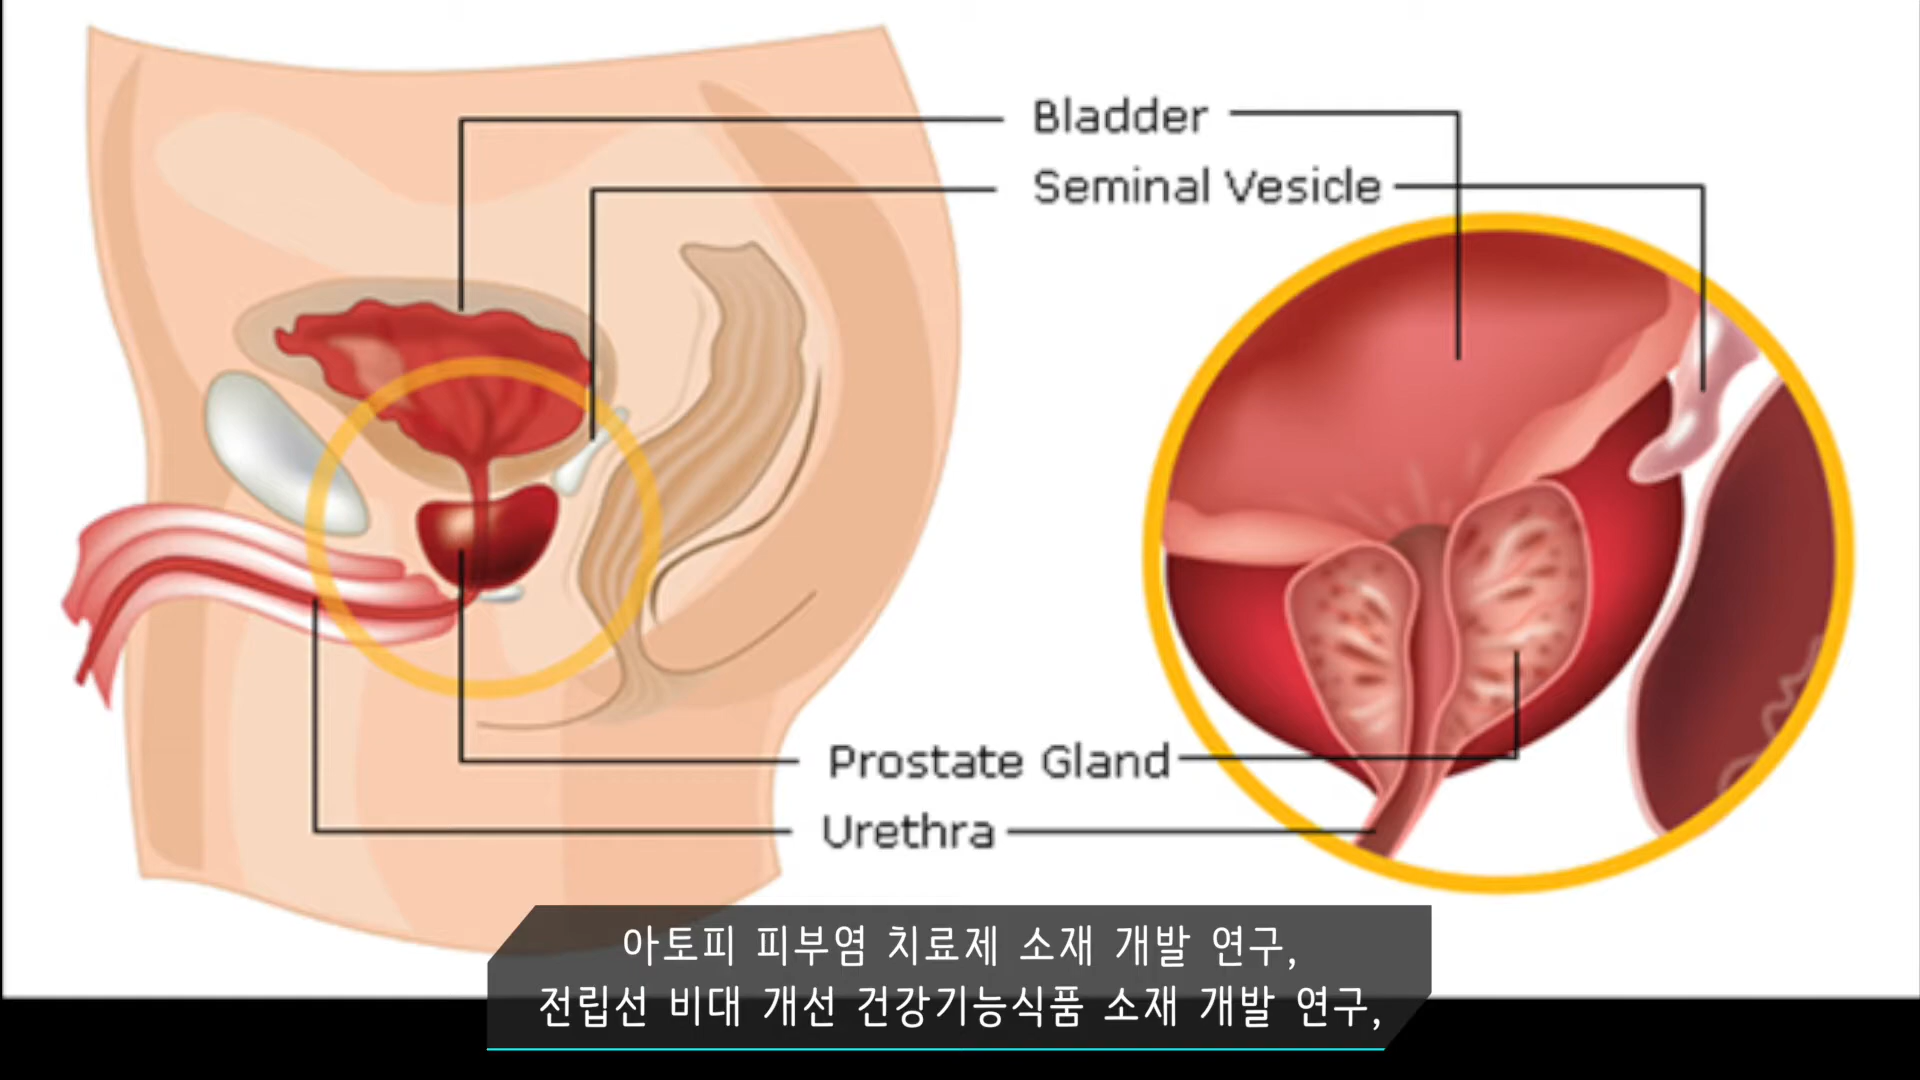 Bladder
Seminal Vesicle
Prostate Gland
Urethra
아토피 피부염 치료제 소재 개발 연구,
전립선 비대 개선 건강기능식품 소재 개발 연구,